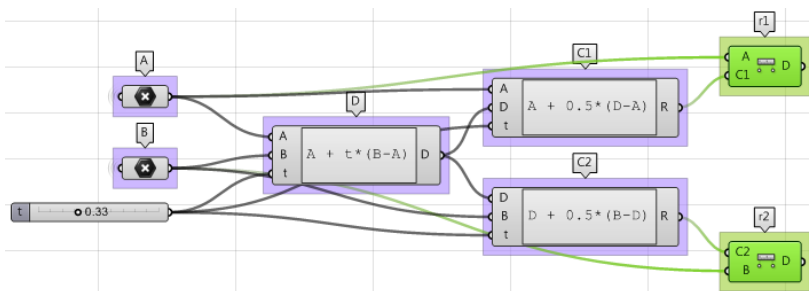 r1
A
C1
D
A
C1
A
D
t
A + 0.5*(D-A)
R
D
A
B
t
A + t*(B-A)
D
B
C2
D
B
t
D + 0.5*(B-D)
R
t
0.33
r2
C2
B
D